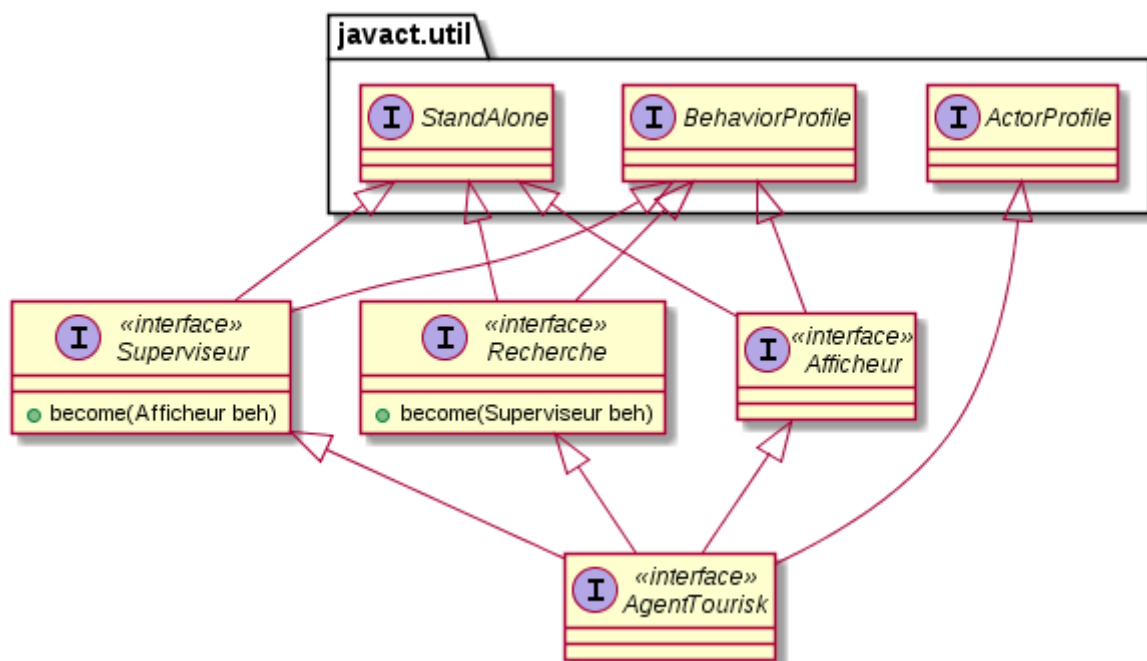 javact.util
I StandAlone
I BehaviorProfile
I ActorProfile
«interface»
I Superviseur
become(Afficheur beh)
«interface»
I Recherche
become(Superviseur beh)
«interface»
I Afficheur
«interface»
I AgentTourisk